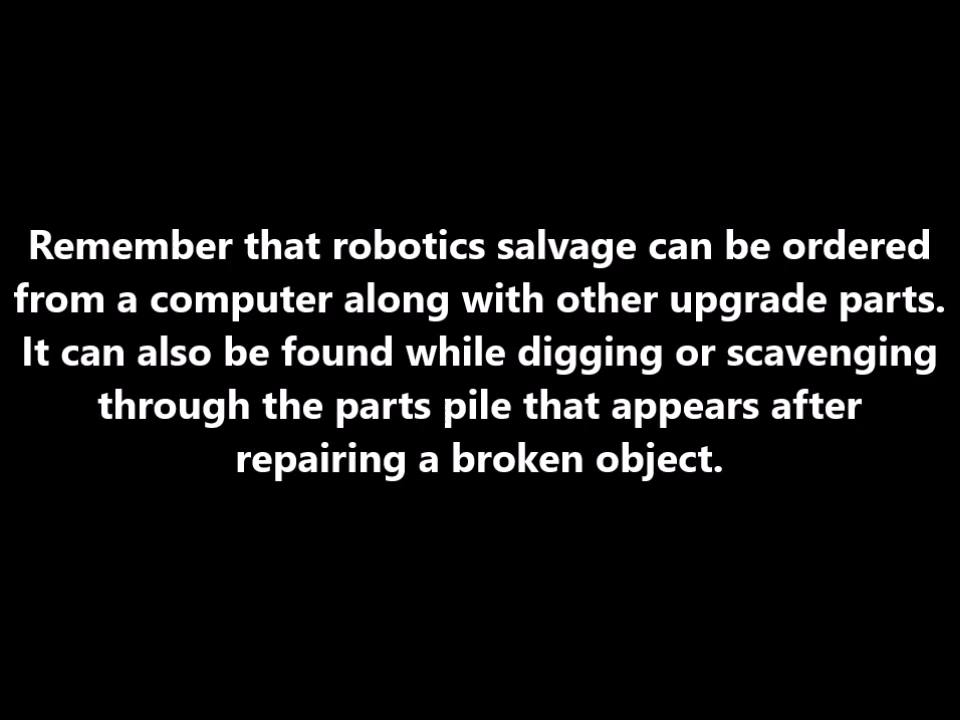 Remember that robotics salvage can be ordered
from a computer along with other upgrade parts.
It can also be found while digging or scavenging
through the parts pile that appears after
repairing a broken object.